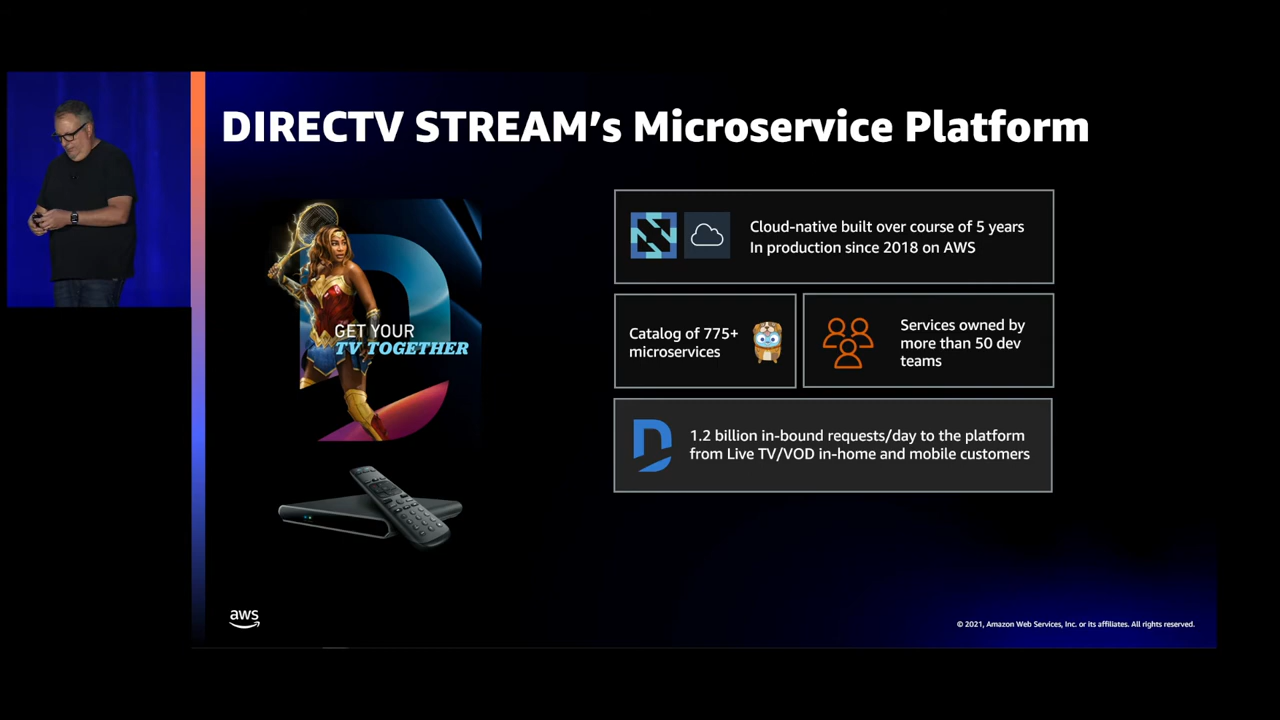 DIRECTV STREAM's Microservice Platform
GET YOUR
TV TOGETHER
Cloud-native built over course of 5 years
In production since 2018 on AWS
Catalog of 775+
microservices
Services owned by
more than 50 dev
teams
1.2 billion in-bound requests/day to the platform
from Live TV/VOD in-home and mobile customers
aws
© 2021, Amazon Web Services, Inc. or its affiliates. All rights reserved.